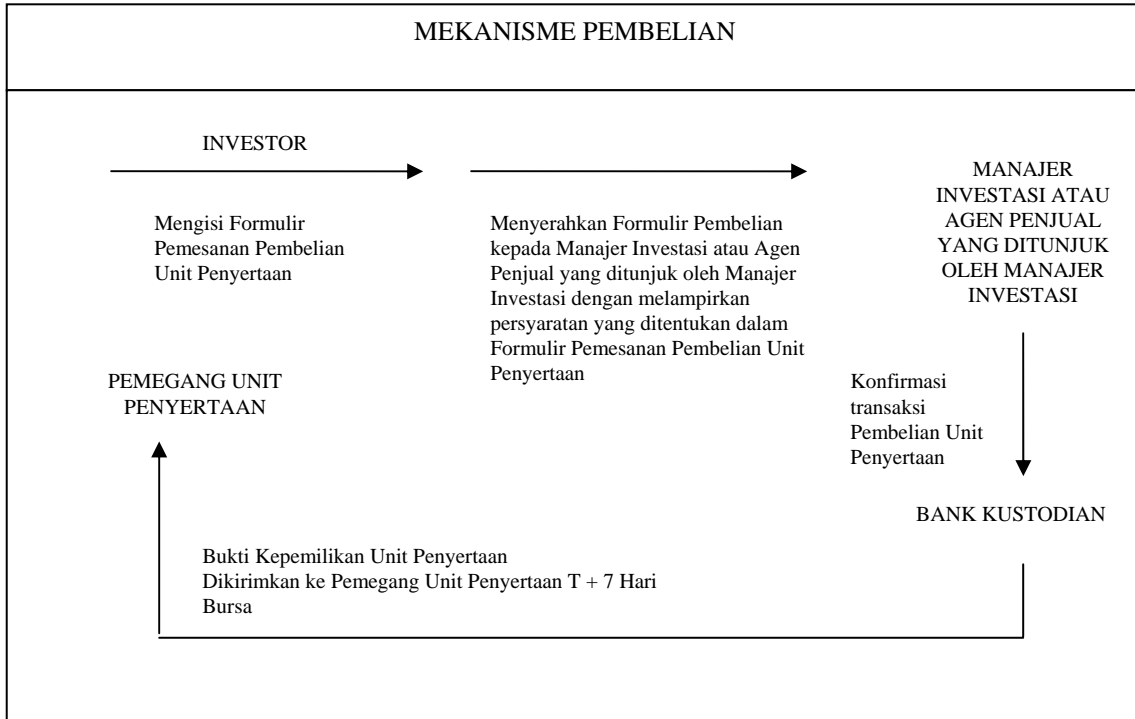 MEKANISME PEMBELIAN
INVESTOR
Mengisi Formulir
Pemesanan Pembelian
Unit Penyertaan
Menyerahkan Formulir Pembelian
kepada Manajer Investasi atau Agen
Penjual yang ditunjuk oleh Manajer
Investasi dengan melampirkan
persyaratan yang ditentukan dalam
Formulir Pemesanan Pembelian Unit
Penyertaan
MANAJER
INVESTASI ATAU
AGEN PENJUAL
YANG DITUNJUK
OLEH MANAJER
INVESTASI
Konfirmasi
transaksi
Pembelian Unit
Penyertaan
BANK KUSTODIAN
Bukti Kepemilikan Unit Penyertaan
Dikirimkan ke Pemegang Unit Penyertaan T + 7 Hari
Bursa
PEMEGANG UNIT
PENYERTAAN